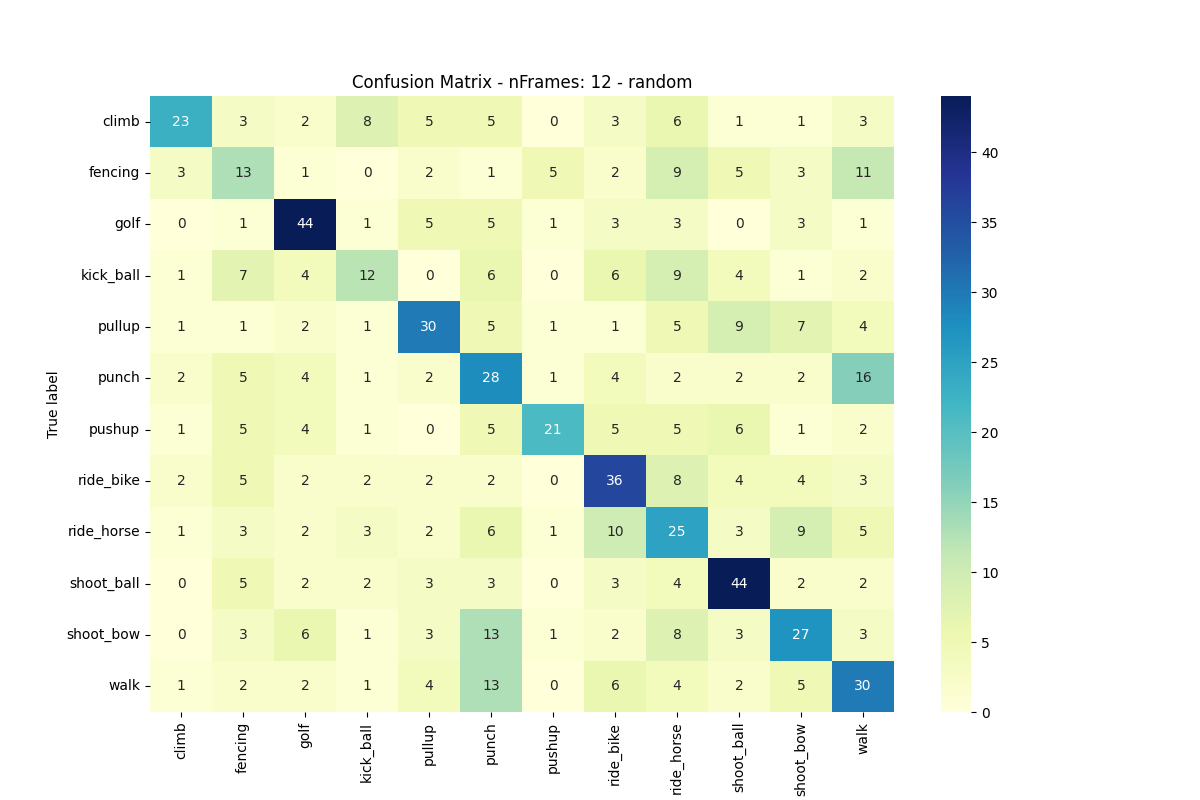 Confusion Matrix - nFrames: 12 - random
climb 23 3 2 8 5 5 0 3 6 1 1 3
fencing 3 13 1 0 2 1 5 2 9 5 3 11
golf 0 1 44 1 5 5 1 3 3 0 3 1
kick_ball 1 7 4 12 0 6 0 6 9 4 1 2
pullup 1 1 2 1 30 5 1 1 5 9 7 4
punch 2 5 4 1 2 28 1 4 2 2 2 16
pushup 1 5 4 1 0 5 21 5 5 6 1 2
ride_bike 2 5 2 2 2 2 0 36 8 4 4 3
ride_horse 1 3 2 3 2 6 1 10 25 3 9 5
shoot_ball 0 5 2 2 3 3 0 3 4 44 2 2
shoot_bow 0 3 6 1 3 13 1 2 8 3 27 3
walk 1 2 2 1 4 13 0 6 4 2 5 30
True label
climb fencing golf kick_ball pullup punch pushup ride_bike ride_horse shoot_ball shoot_bow walk
40
35
30
25
20
15
10
5
0